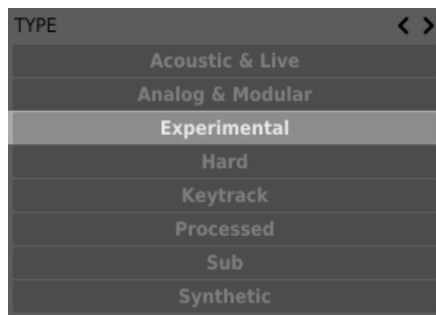 TYPE
Acoustic & Live
Analog & Modular
Experimental
Hard
Keytrack
Processed
Sub
Synthetic